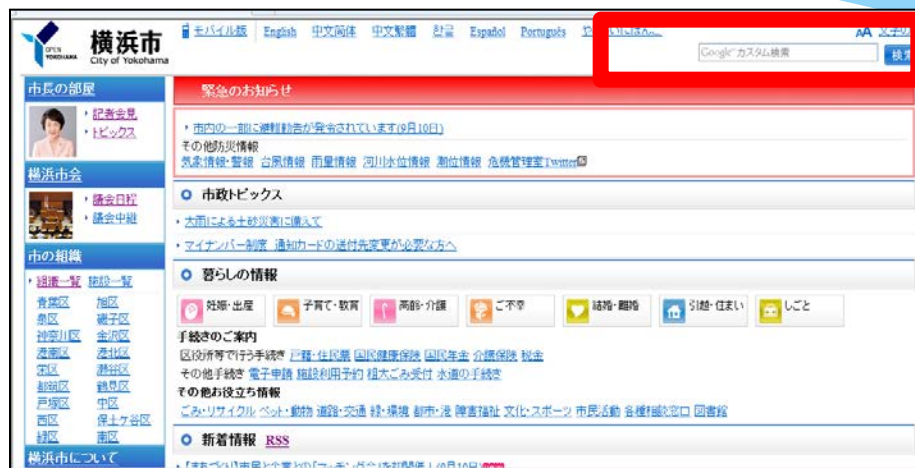 OPEN YOKOHAMA
横浜市
City of Yokohama
モバイル版 English 中文简体 中文繁體 한글 Español Português
Google カスタム検索
検索
市長の部屋
記者会見
トピックス
横浜市会
議会日程
議会中継
市の組織
組織一覧 施設一覧
青葉区 旭区
泉区 磯子区
神奈川区 金沢区
港南区 港北区
栄区 瀬谷区
都筑区 鶴見区
戸塚区 中区
西区 保土ケ谷区
緑区 南区
横浜市について
緊急のお知らせ
市内の一部に避難勧告が発令されています(9月10日)
その他防災情報
気象情報・警報 台風情報 雨量情報 河川水位情報 潮位情報 危機管理室Twitter
市政トピックス
大雨による土砂災害に備えて
マイナンバー制度 通知カードの送付先変更が必要な方へ
暮らしの情報
妊娠・出産 子育て・教育 高齢・介護 ご不幸 結婚・離婚 引越・住まい しごと
手続きのご案内
区役所等で行う手続き 戸籍・住民票 国民健康保険 国民年金 介護保険 税金
その他手続き 電子申請 施設利用予約 粗大ごみ受付 水道の手続き
その他お役立ち情報
ごみ・リサイクル ペット・動物 道路・交通 緑・環境 都市・港 障害福祉 文化・スポーツ 市民活動 各種相談窓口 図書館
新着情報 RSS